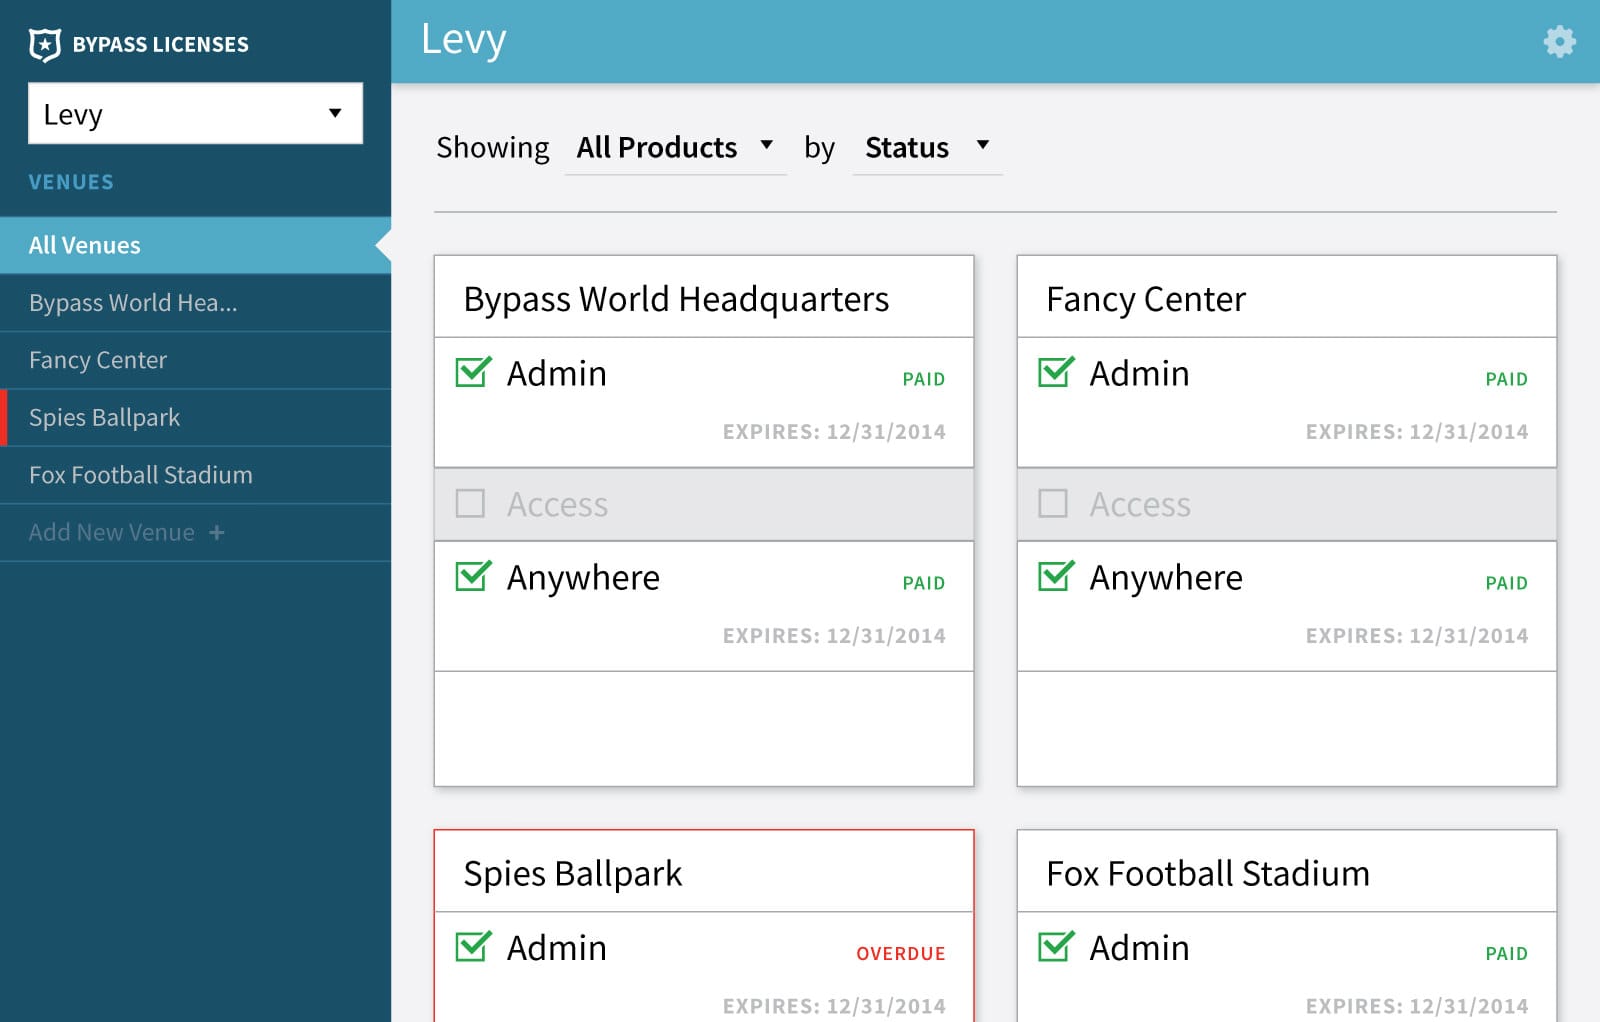 BYPASS LICENSES
Levy
VENUES
All Venues
Bypass World Hea...
Fancy Center
Spies Ballpark
Fox Football Stadium
Add New Venue +
Levy
Showing All Products by Status
Bypass World Headquarters
Admin PAID
EXPIRES: 12/31/2014
Access
Anywhere PAID
EXPIRES: 12/31/2014
Fancy Center
Admin PAID
EXPIRES: 12/31/2014
Access
Anywhere PAID
EXPIRES: 12/31/2014
Spies Ballpark
Admin OVERDUE
EXPIRES: 12/31/2014
Fox Football Stadium
Admin PAID
EXPIRES: 12/31/2014